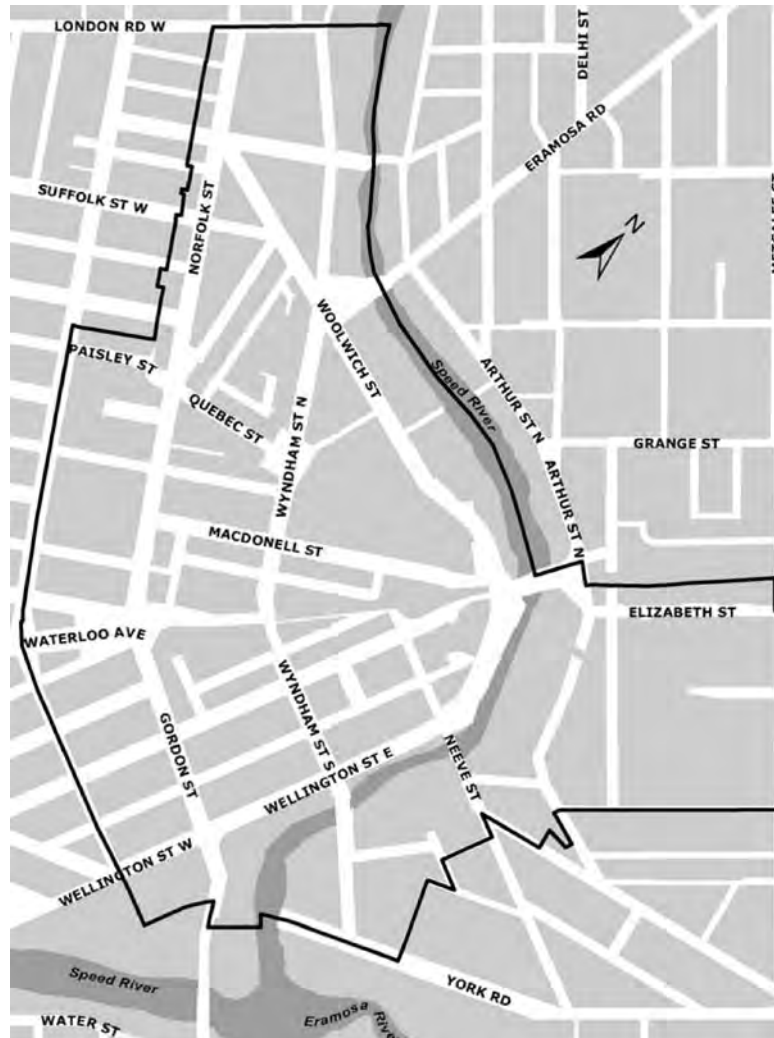 LONDON RD W
DELHI ST
ERAMOSA RD
SUFFOLK ST W
NORFOLK ST
N
WOOLWICH ST
PAISLEY ST
QUEBEC ST
WYNDHAM ST N
Speed River
ARTHUR ST N
ARTHUR ST N
GRANGE ST
MACDONELL ST
ELIZABETH ST
WATERLOO AVE
GORDON ST
WYNDHAM ST S
NEEVE ST
WELLINGTON ST E
WELLINGTON ST W
Speed River
YORK RD
Eramosa River
WATER ST